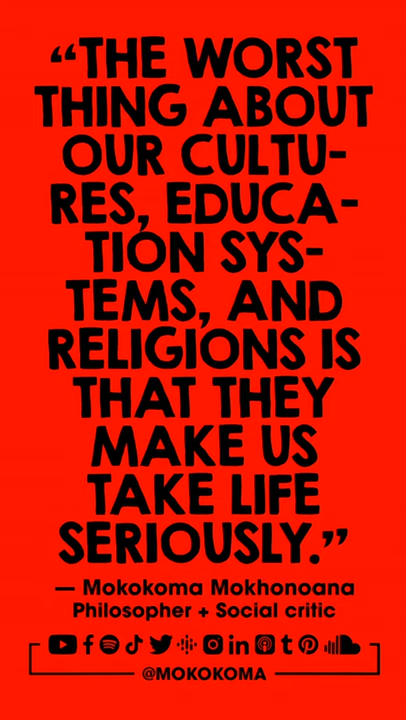 “THE WORST
THING ABOUT
OUR CULTU-
RES, EDUCA-
TION SYS-
TEMS, AND
RELIGIONS IS
THAT THEY
MAKE US
TAKE LIFE
SERIOUSLY.”
— Mokokoma Mokhonoana
Philosopher + Social critic
@MOKOKOMA